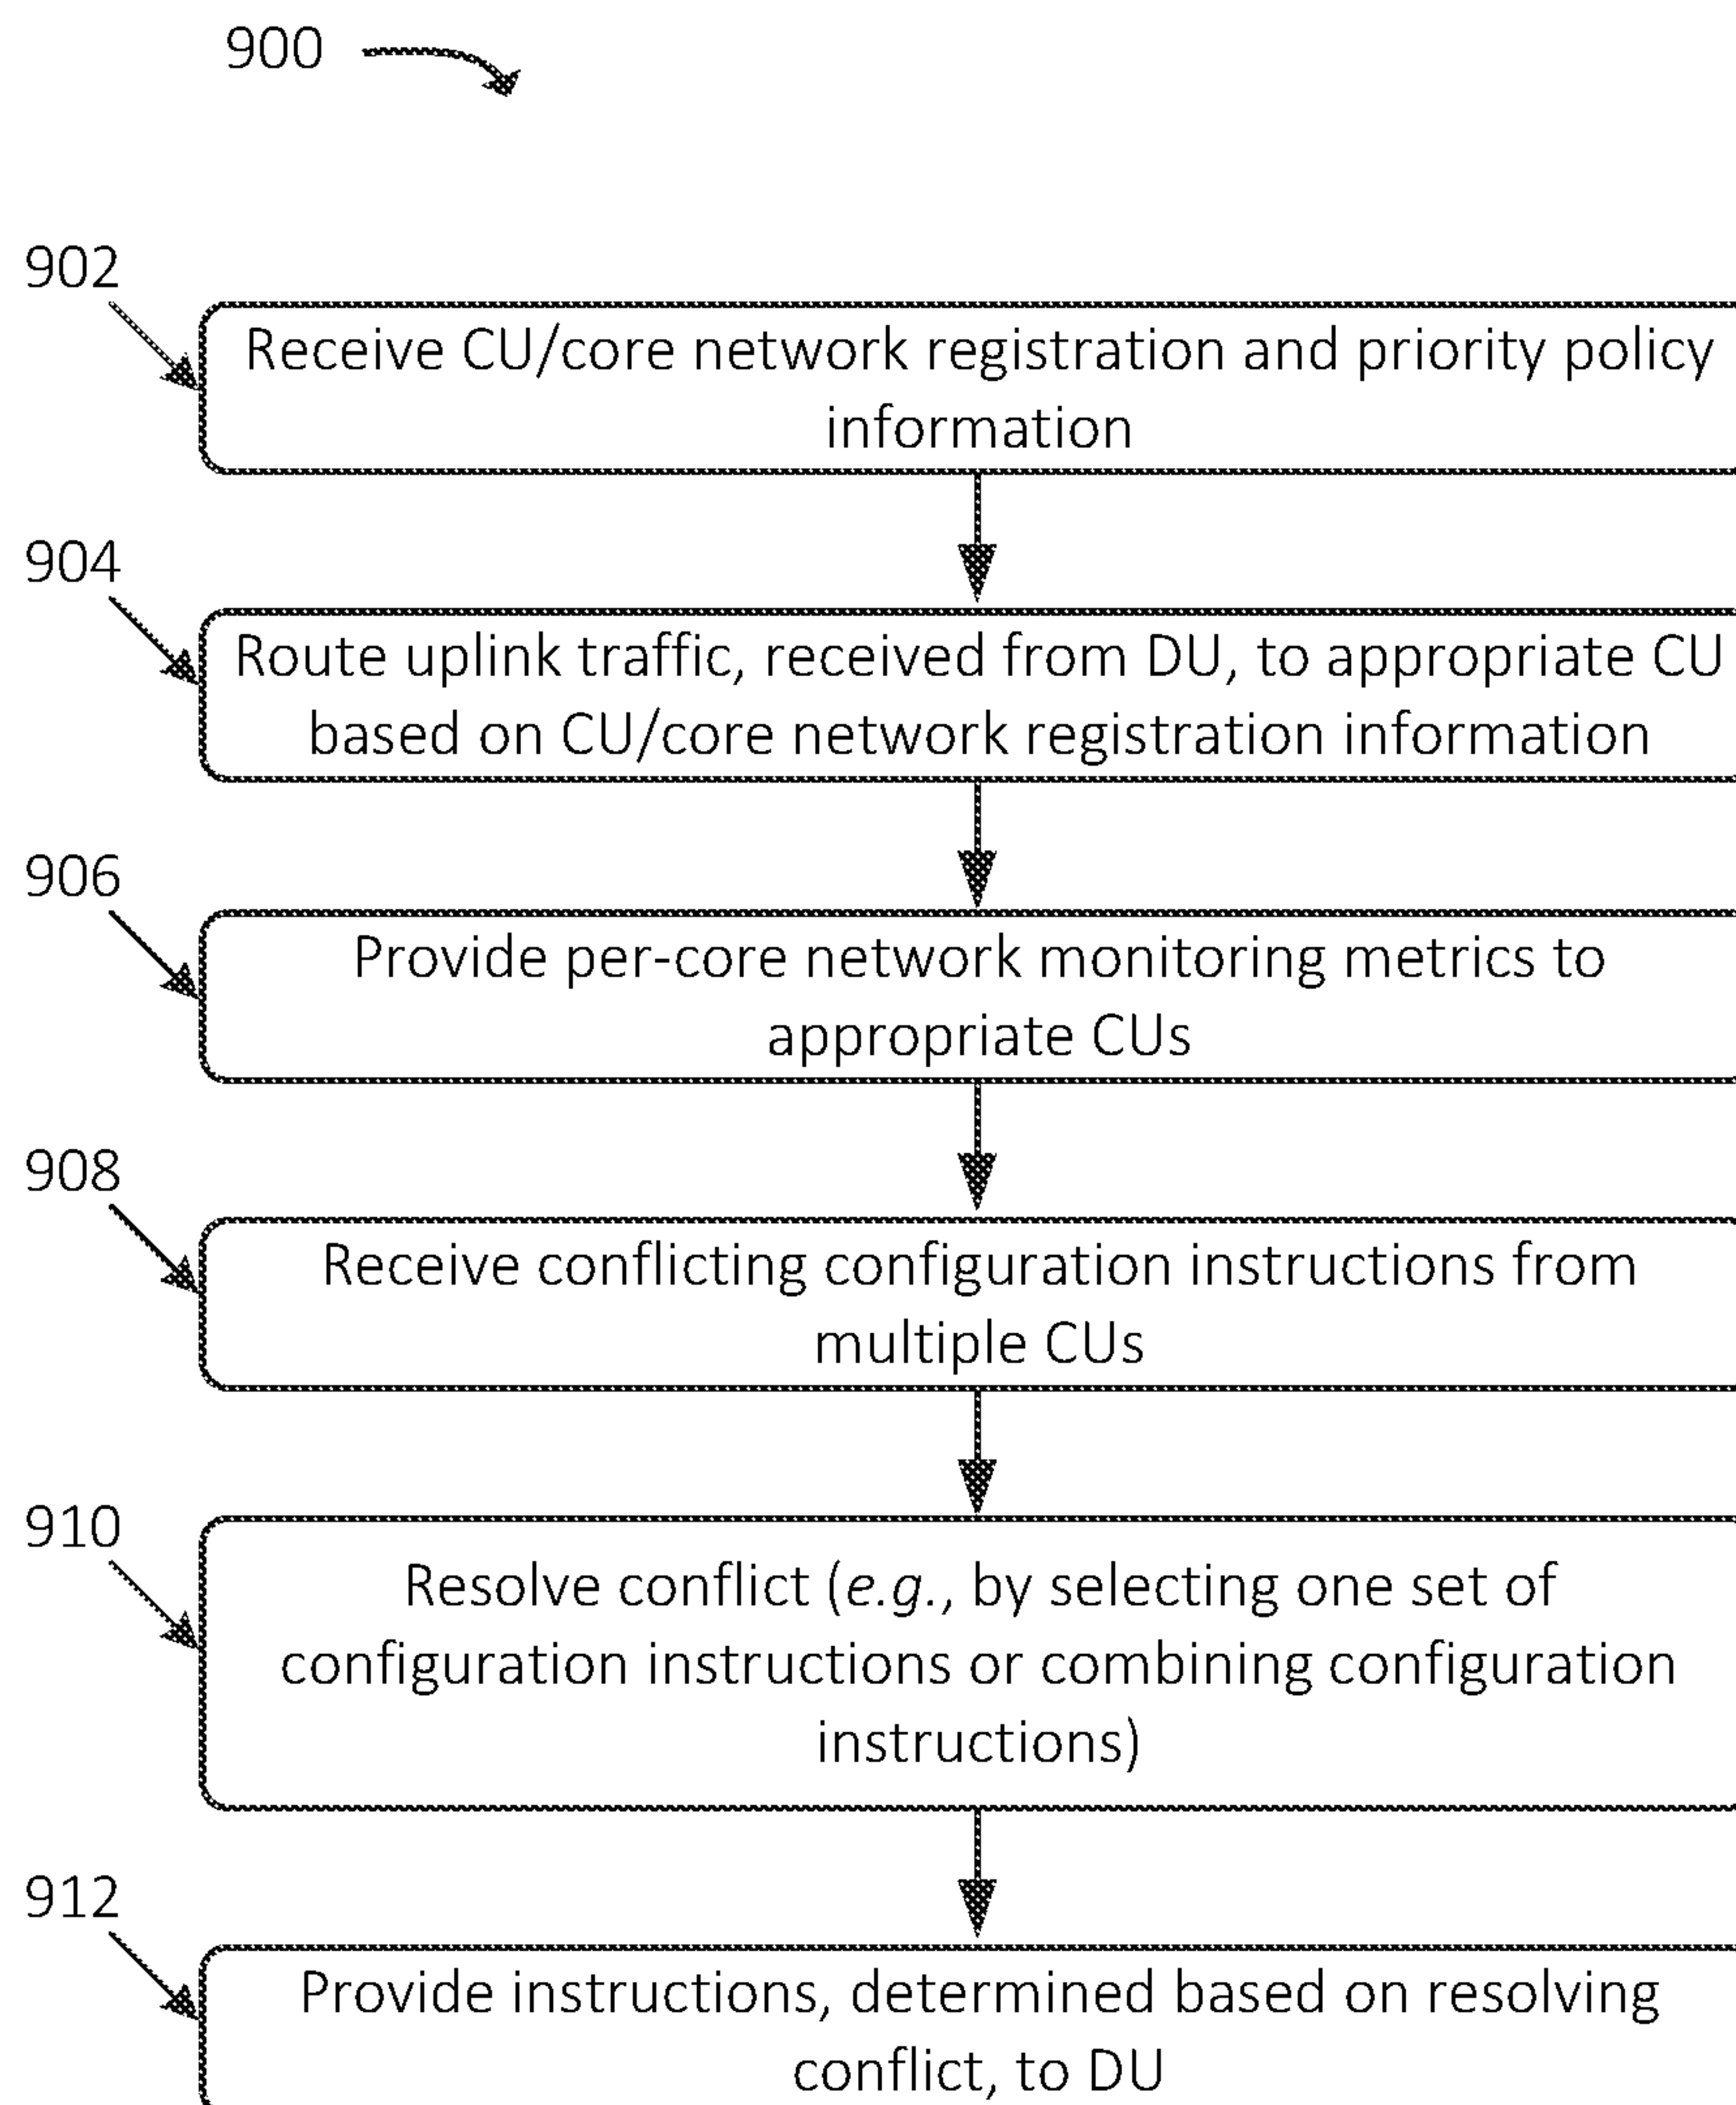 900
902
Receive CU/core network registration and priority policy
information
904
Route uplink traffic, received from DU, to appropriate CU
based on CU/core network registration information
906
Provide per-core network monitoring metrics to
appropriate CUs
908
Receive conflicting configuration instructions from
multiple CUs
910
Resolve conflict (e.g., by selecting one set of
configuration instructions or combining configuration
instructions)
912
Provide instructions, determined based on resolving
conflict, to DU